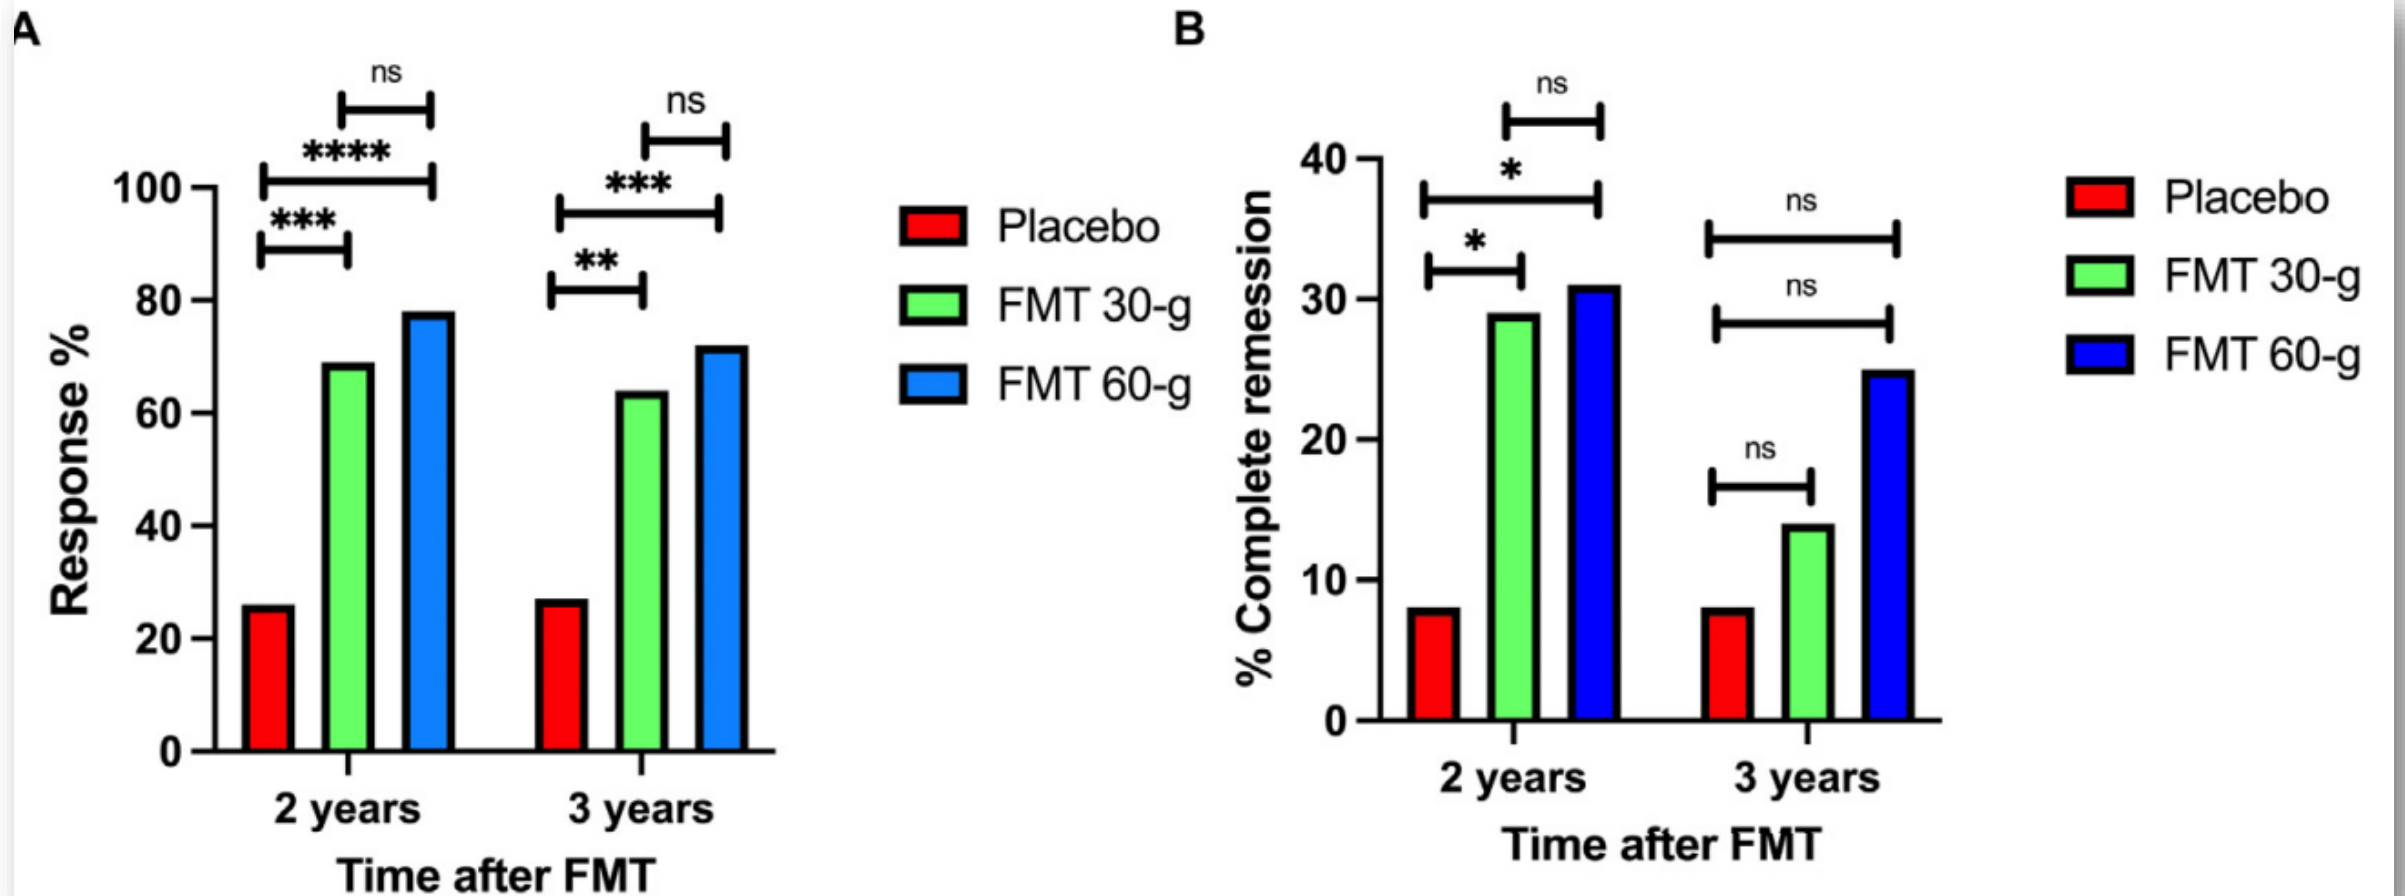 A
ns
ns
****
***
***
**
100
80
60
40
20
0
Response %
2 years
3 years
Time after FMT
Placebo
FMT 30-g
FMT 60-g
B
ns
*
*
ns
ns
ns
40
30
20
10
0
% Complete remession
2 years
3 years
Time after FMT
Placebo
FMT 30-g
FMT 60-g